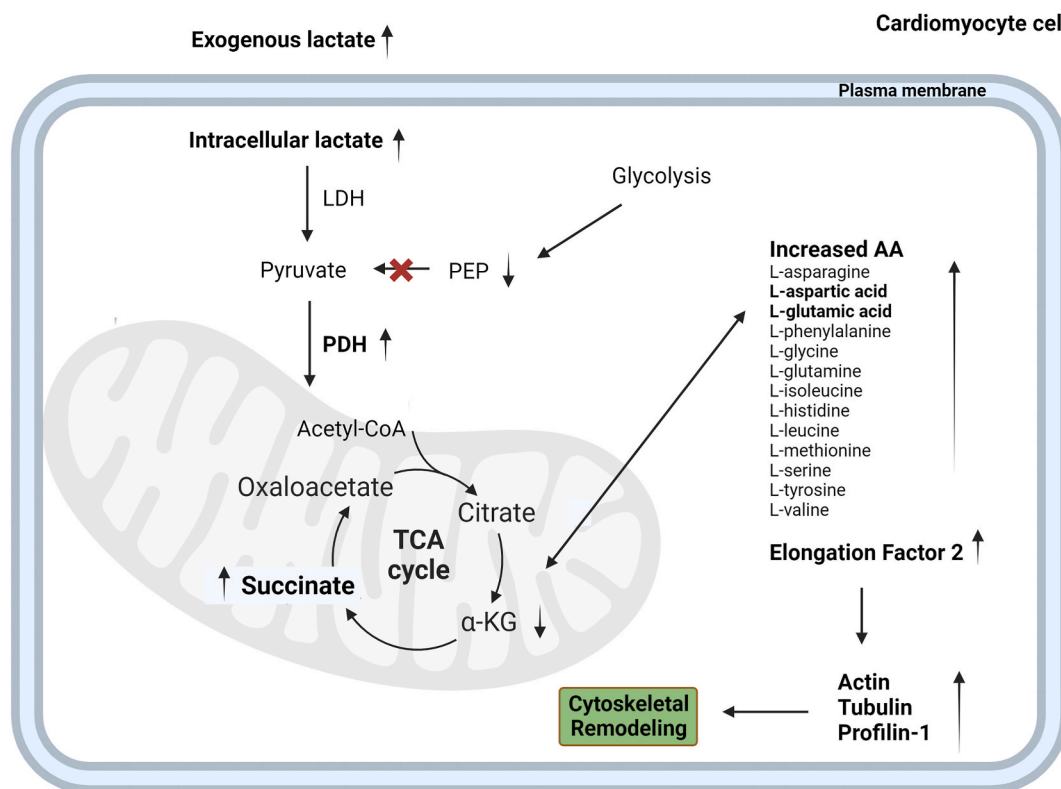 Cardiomyocyte cel
Exogenous lactate
Plasma membrane
Intracellular lactate
LDH
Glycolysis
Pyruvate
PEP
PDH
Increased AA
L-asparagine
L-aspartic acid
L-glutamic acid
L-phenylalanine
L-glycine
L-glutamine
L-isoleucine
L-histidine
L-leucine
L-methionine
L-serine
L-tyrosine
L-valine
Acetyl-CoA
Oxaloacetate
Citrate
TCA
cycle
Succinate
α-KG
Elongation Factor 2
Actin
Tubulin
Profilin-1
Cytoskeletal
Remodeling